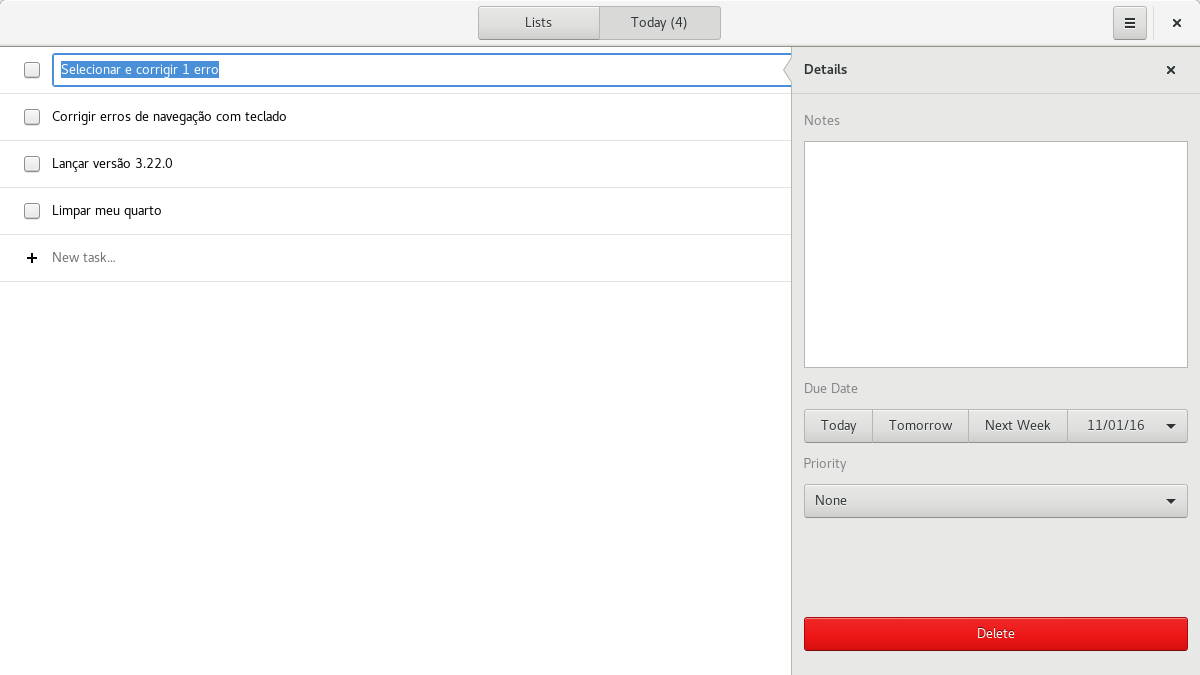 Lists Today (4)
Selecionar e corrigir 1 erro
Corrigir erros de navegação com teclado
Lançar versão 3.22.0
Limpar meu quarto
New task...
Details
Notes
Due Date
Today Tomorrow Next Week 11/01/16
Priority
None
Delete